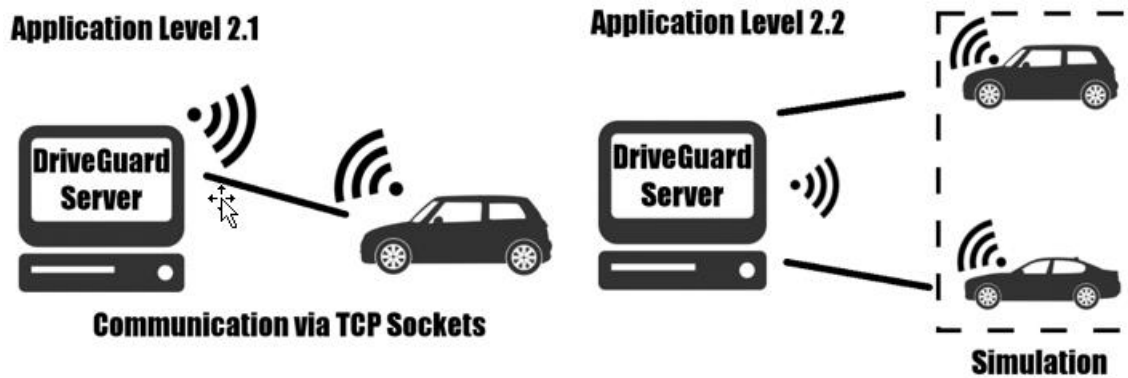 Application Level 2.1
DriveGuard
Server
Communication via TCP Sockets
Application Level 2.2
DriveGuard
Server
Simulation